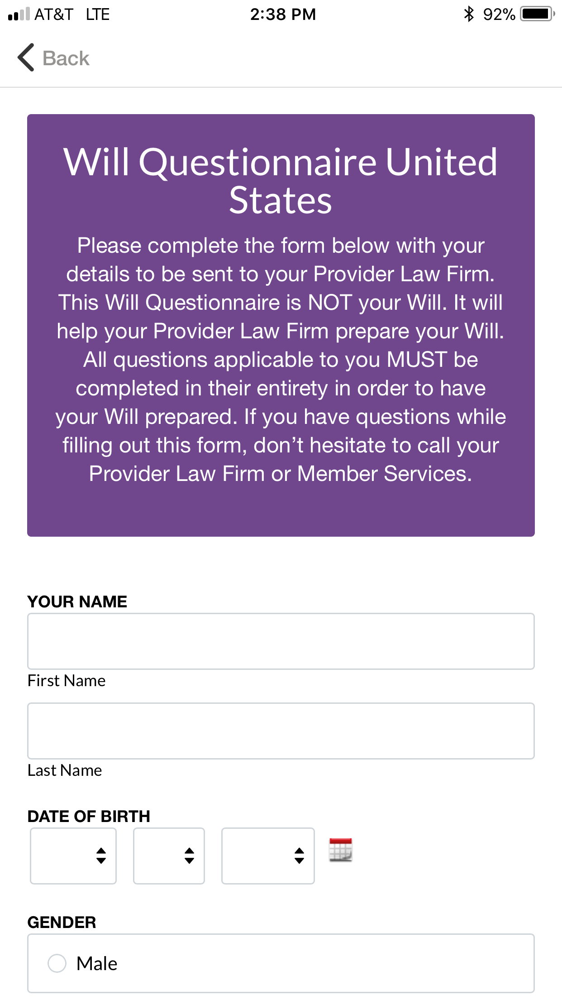 AT&T LTE 2:38 PM 92%
Back
Will Questionnaire United
States
Please complete the form below with your
details to be sent to your Provider Law Firm.
This Will Questionnaire is NOT your Will. It will
help your Provider Law Firm prepare your Will.
All questions applicable to you MUST be
completed in their entirety in order to have
your Will prepared. If you have questions while
filling out this form, don’t hesitate to call your
Provider Law Firm or Member Services.
YOUR NAME
First Name
Last Name
DATE OF BIRTH
GENDER
Male